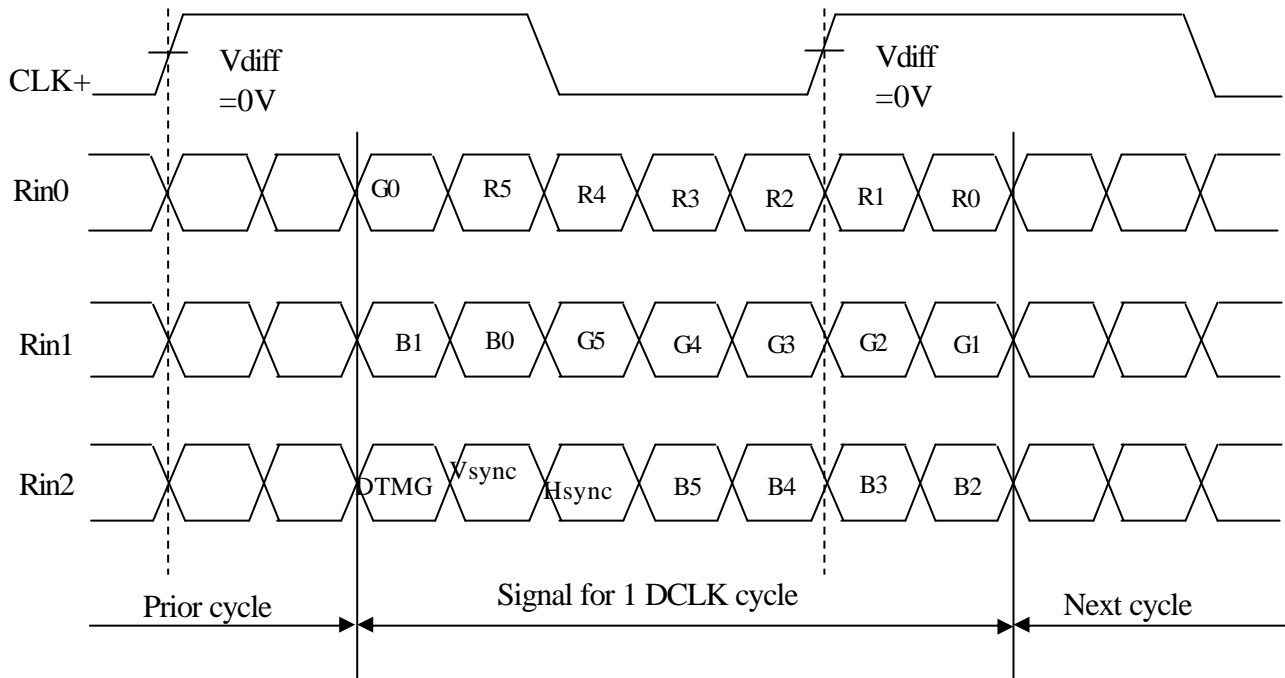 CLK+
Vdiff
=0V
Vdiff
=0V
Rin0
G0 R5 R4 R3 R2 R1 R0
Rin1
B1 B0 G5 G4 G3 G2 G1
Rin2
DTMG Vsync Hsync B5 B4 B3 B2
Prior cycle
Signal for 1 DCLK cycle
Next cycle